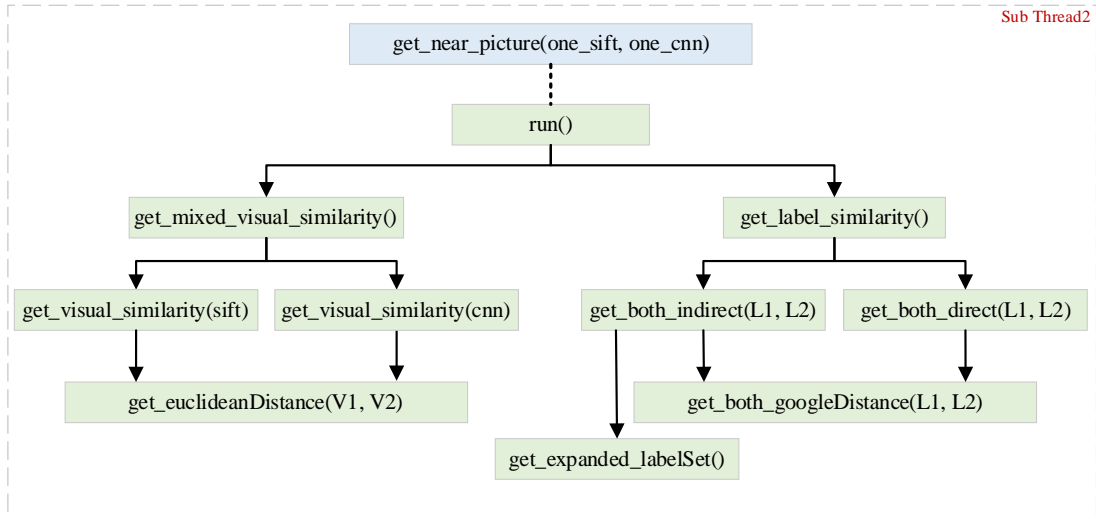 Sub Thread2
get_near_picture(one_sift, one_cnn)
run()
get_mixed_visual_similarity()
get_label_similarity()
get_visual_similarity(sift)
get_visual_similarity(cnn)
get_both_indirect(L1, L2)
get_both_direct(L1, L2)
get_euclideanDistance(V1, V2)
get_both_googleDistance(L1, L2)
get_expanded_labelSet()